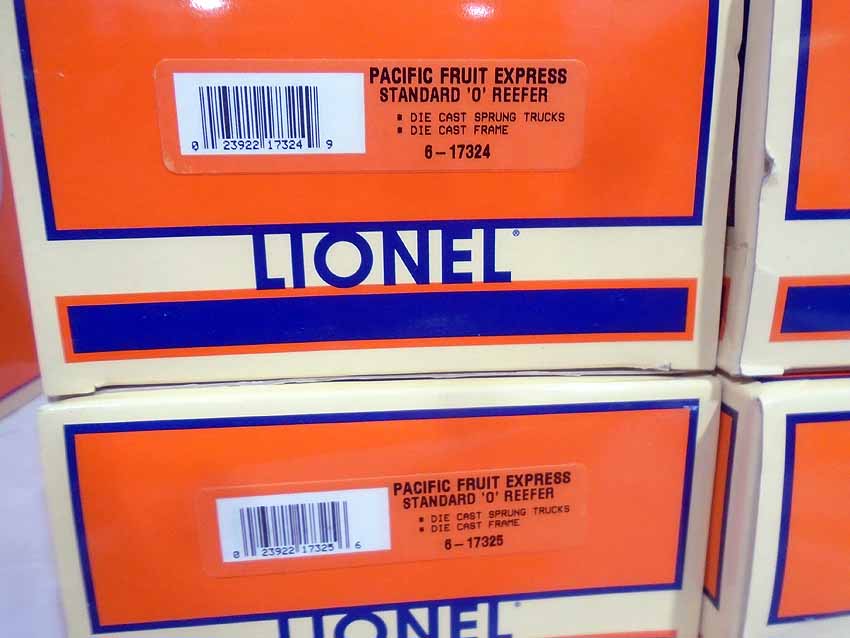 PACIFIC FRUIT EXPRESS
STANDARD 'O' REEFER
▪ DIE CAST SPRUNG TRUCKS
▪ DIE CAST FRAME
6-17324
0 23922 17324 9
LIONEL®
PACIFIC FRUIT EXPRESS
STANDARD 'O' REEFER
▪ DIE CAST SPRUNG TRUCKS
▪ DIE CAST FRAME
6-17325
0 23922 17325 6
LIONEL®